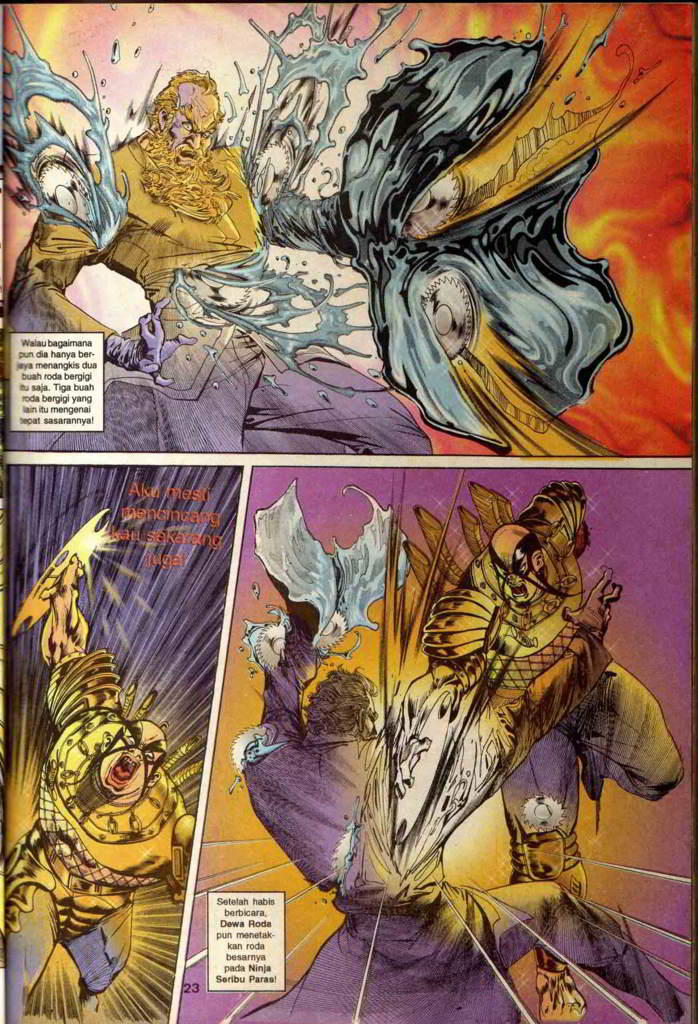 Walau bagaimana
pun dia hanya ber-
jaya menangkis dua
buah roda bergigi
itu saja. Tiga buah
roda bergigi yang
lain itu mengenai
tepat sasarannya!
Aku mesti
mencincang
kau sekarang
juga!
Setelah habis
berbicara,
Dewa Roda
pun menetak-
kan roda
besarnya
pada Ninja
Seribu Paras!
23